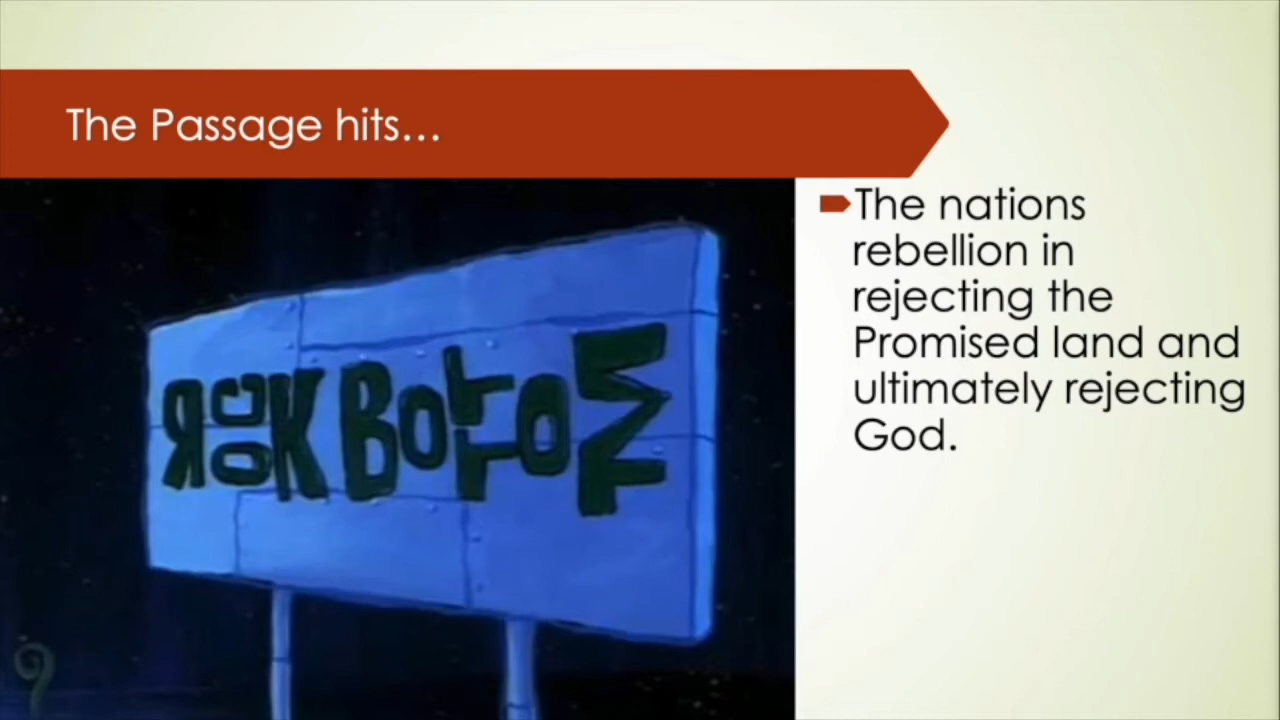 The Passage hits…
ROCK BOTTOM
The nations
rebellion in
rejecting the
Promised land and
ultimately rejecting
God.